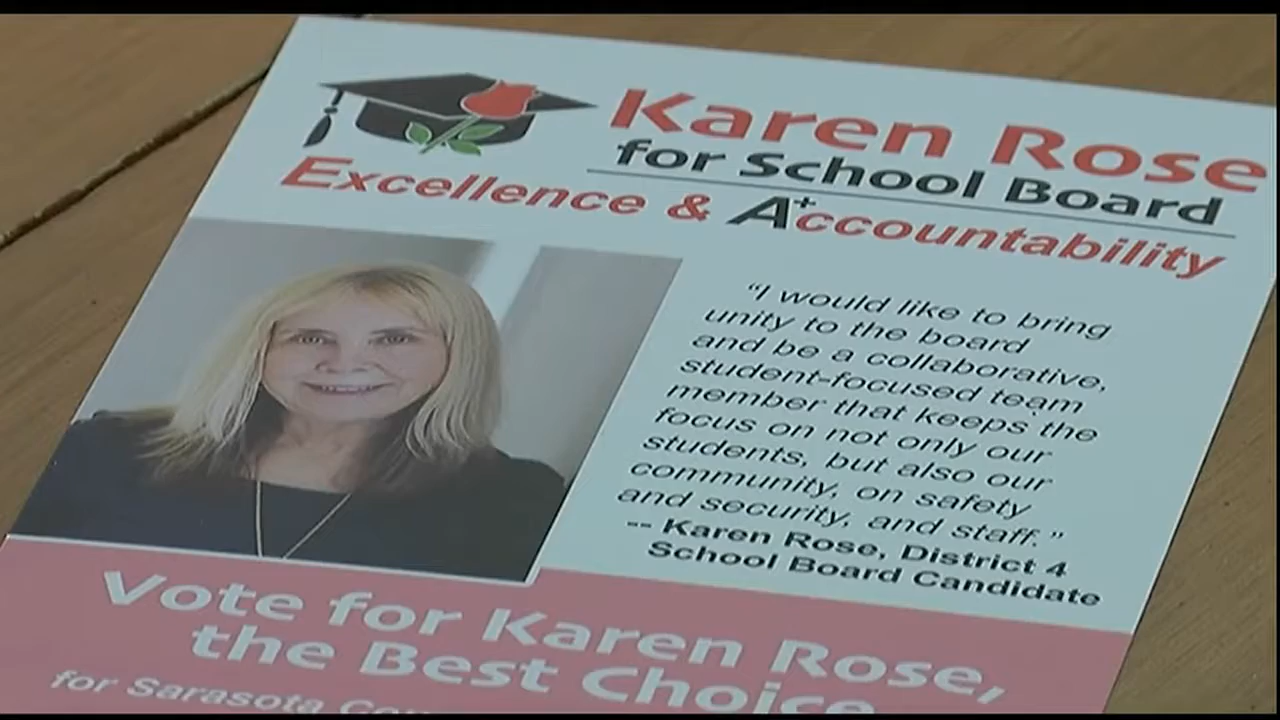 Karen Rose
for School Board
Excellence & A+ccountability
“I would like to bring
unity to the board
and be a collaborative,
student-focused team
member that keeps the
focus on not only our
students, but also our
community, on safety
and security, and staff.”
-- Karen Rose, District 4
School Board Candidate
Vote for Karen Rose,
the Best Choice
for Sarasota